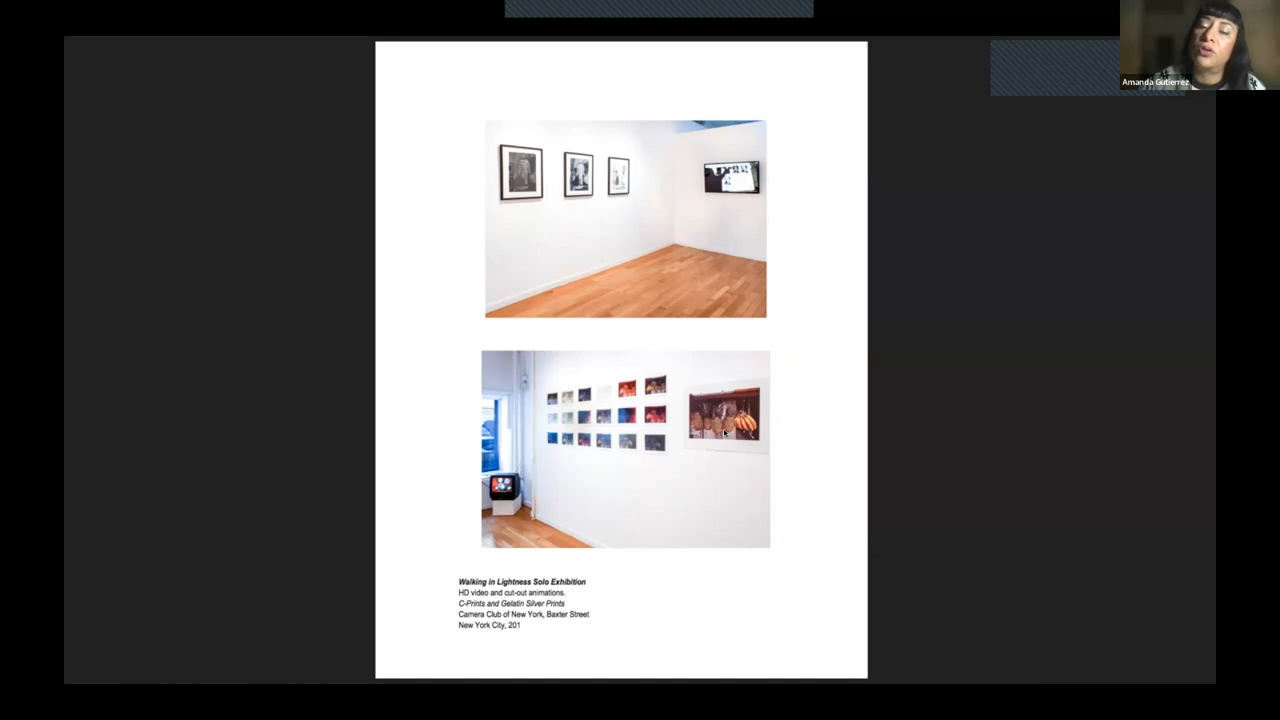 Amanda Gutierrez
Walking in Lightness Solo Exhibition
HD video and cut-out animations.
C-Prints and Gelatin Silver Prints
Camera Club of New York, Baxter Street
New York City, 201